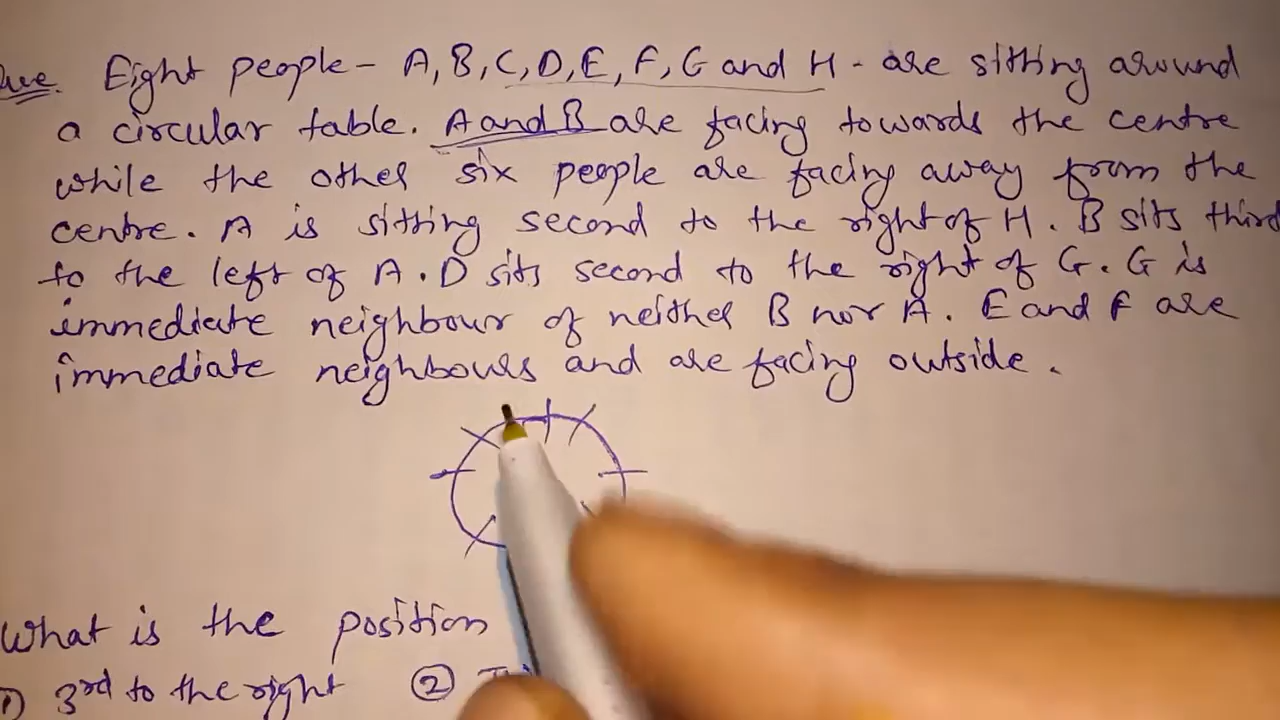 Que. Eight people - A, B, C, D, E, F, G and H - are sitting around
a circular table. A and B are facing towards the centre
while the other six people are facing away from the
centre. A is sitting second to the right of H. B sits third
to the left of A. D sits second to the right of G. G is
immediate neighbour of neither B nor A. E and F are
immediate neighbours and are facing outside.
What is the position
1) 3rd to the right ②